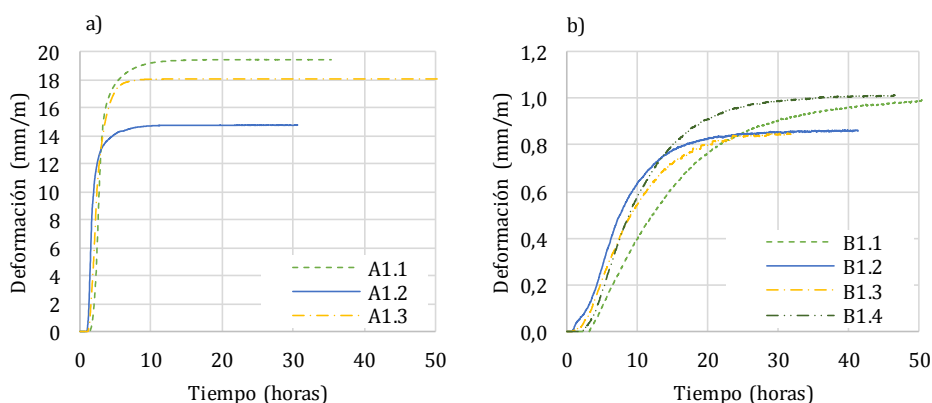 a)
Deformación (mm/m)
20
18
16
14
12
10
8
6
4
2
0
0 10 20 30 40 50
Tiempo (horas)
A1.1
A1.2
A1.3
b)
Deformación (mm/m)
1,2
1,0
0,8
0,6
0,4
0,2
0,0
0 10 20 30 40 50
Tiempo (horas)
B1.1
B1.2
B1.3
B1.4